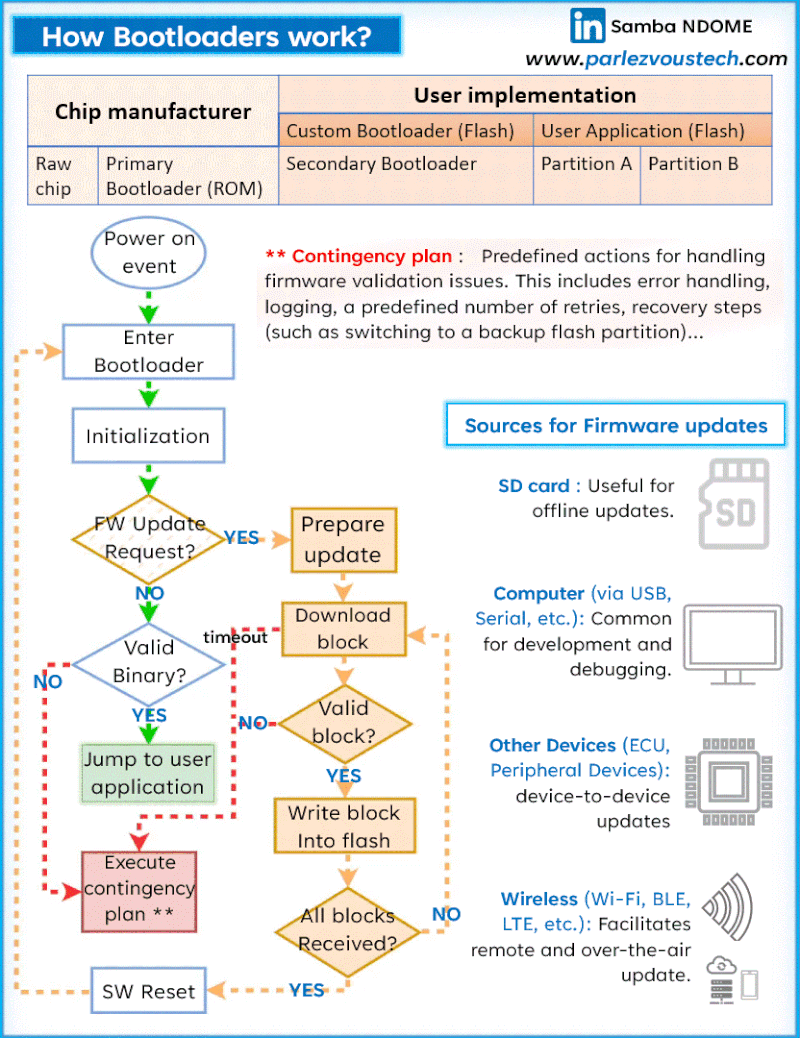 How Bootloaders work?
in Samba NDOME
www.parlezvoustech.com
Chip manufacturer
User implementation
Custom Bootloader (Flash)
User Application (Flash)
Raw
chip
Primary
Bootloader (ROM)
Secondary Bootloader
Partition A
Partition B
Power on
event
** Contingency plan : Predefined actions for handling
firmware validation issues. This includes error handling,
logging, a predefined number of retries, recovery steps
(such as switching to a backup flash partition)...
Enter
Bootloader
Initialization
FW Update
Request?
YES
Prepare
update
NO
Download
block
timeout
Valid
Binary?
NO
YES
Valid
block?
NO
YES
Jump to user
application
Write block
Into flash
Execute
contingency
plan **
All blocks
Received?
NO
YES
SW Reset
Sources for Firmware updates
SD card : Useful for
offline updates.
SD
Computer (via USB,
Serial, etc.): Common
for development and
debugging.
Other Devices (ECU,
Peripheral Devices):
device-to-device
updates
Wireless (Wi-Fi, BLE,
LTE, etc.): Facilitates
remote and over-the-air
update.